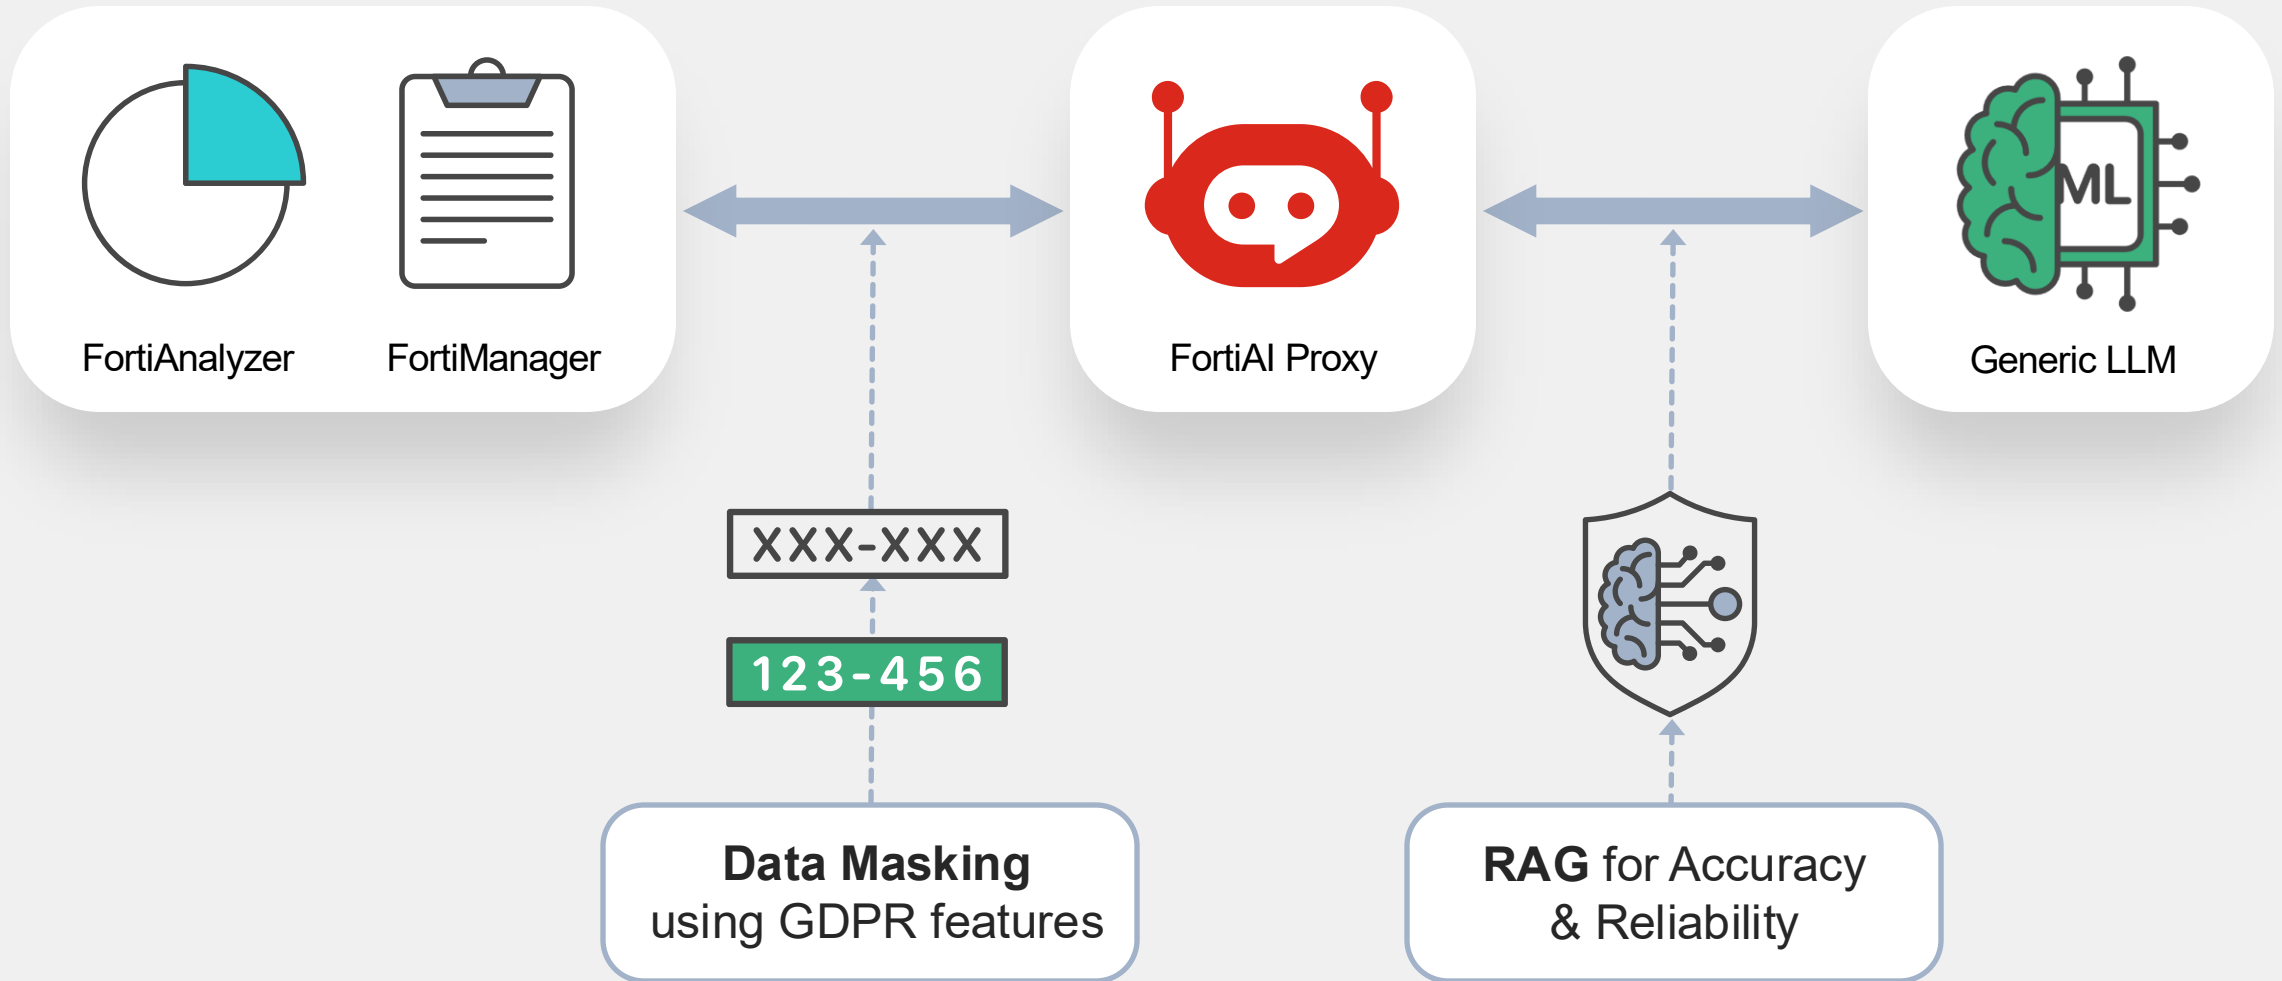 FortiAnalyzer
FortiManager
FortiAI Proxy
ML
Generic LLM
XXX-XXX
123-456
Data Masking
using GDPR features
RAG for Accuracy
& Reliability